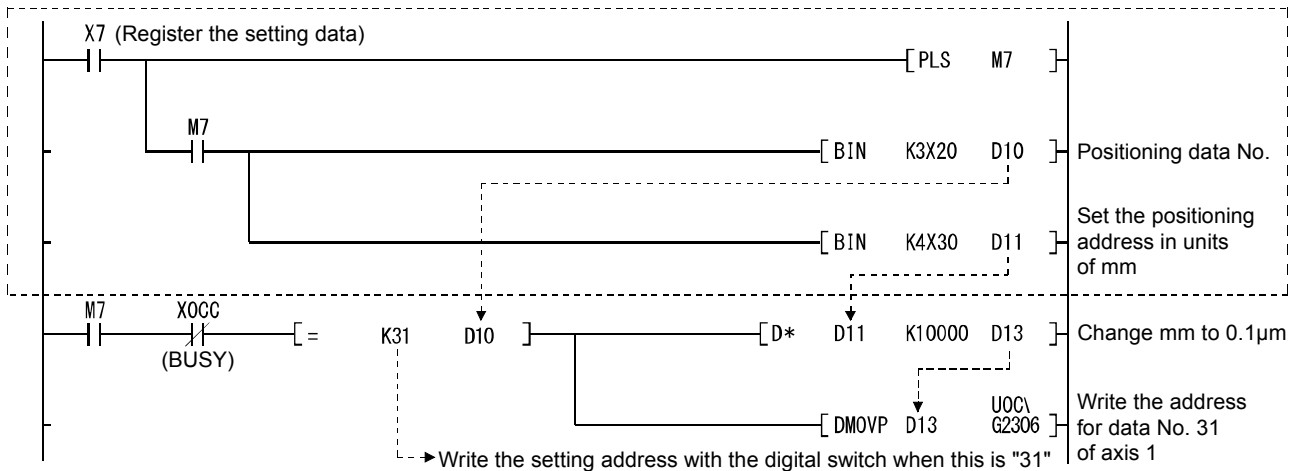 X7 (Register the setting data)
[PLS M7 ]
M7
[BIN K3X20 D10 ] Positioning data No.
[BIN K4X30 D11 ] Set the positioning
address in units
of mm
M7 X0CC
(BUSY)
[= K31 D10 ] [D* D11 K10000 D13 ] Change mm to 0.1µm
[DMOVP D13 U0C\
G2306 ] Write the address
for data No. 31
of axis 1
Write the setting address with the digital switch when this is "31"